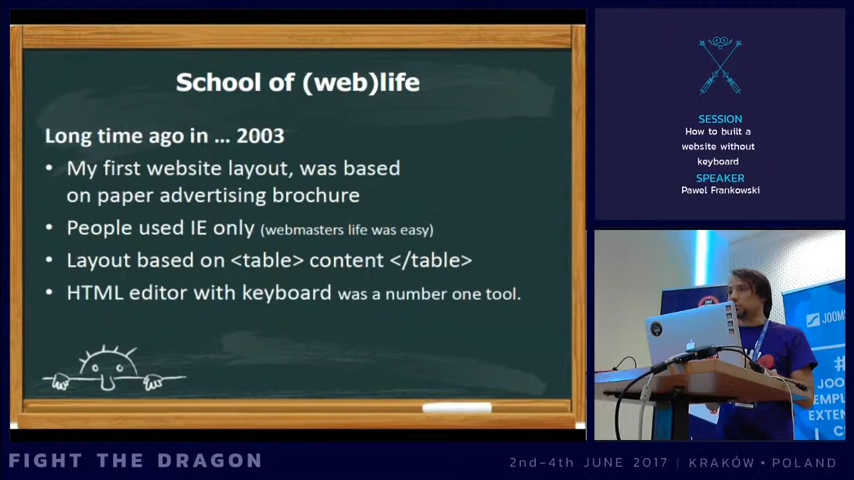 School of (web)life
Long time ago in ... 2003
• My first website layout, was based
on paper advertising brochure
• People used IE only (webmasters life was easy)
• Layout based on <table> content </table>
• HTML editor with keyboard was a number one tool.
SESSION
How to built a
website without
keyboard
SPEAKER
Pawel Frankowski
FIGHT THE DRAGON
2nd-4th JUNE 2017 | KRAKÓW • POLAND